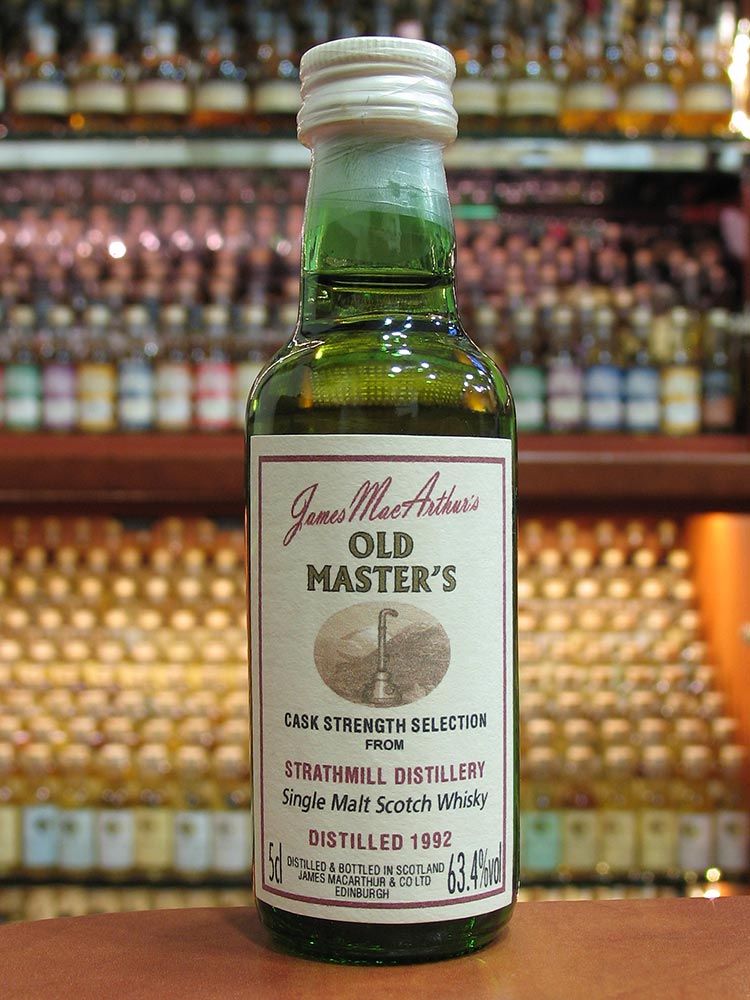 James MacArthur's
OLD
MASTER'S
CASK STRENGTH SELECTION
FROM
STRATHMILL DISTILLERY
Single Malt Scotch Whisky
DISTILLED 1992
5cl
DISTILLED & BOTTLED IN SCOTLAND
JAMES MACARTHUR & CO LTD
EDINBURGH
63.4%vol